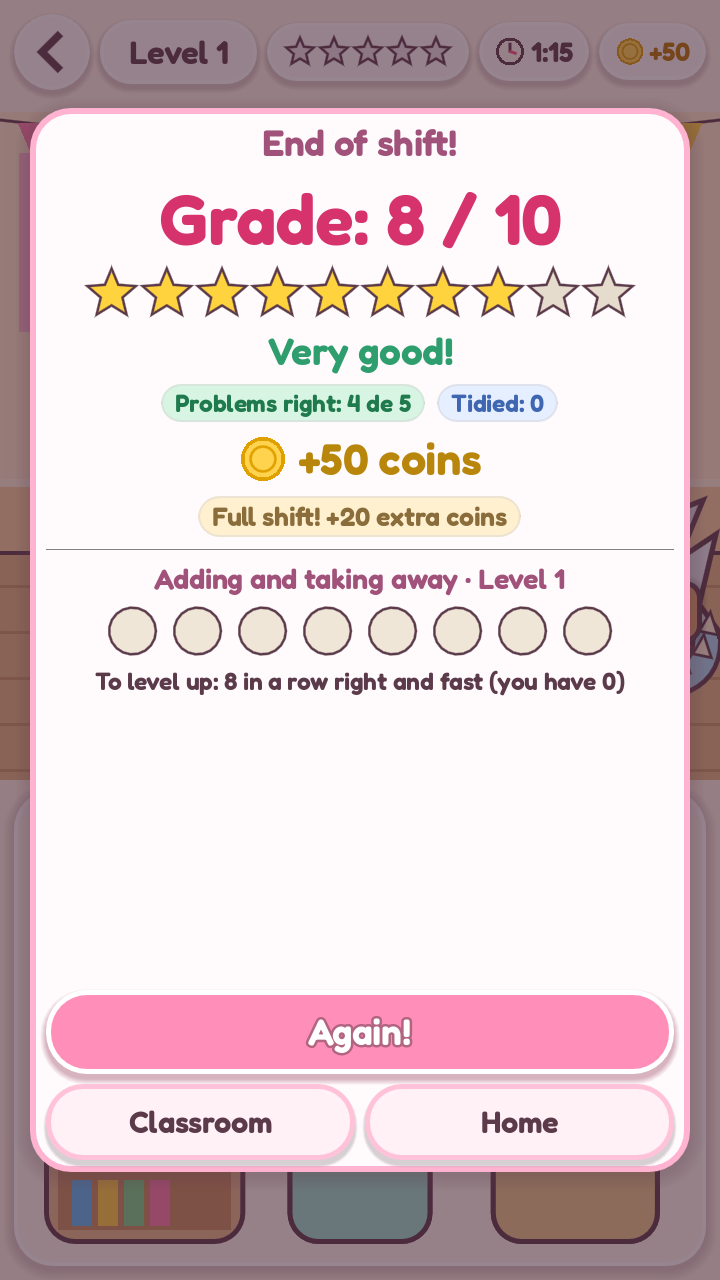 Level 1
1:15
+50
End of shift!
Grade: 8 / 10
Very good!
Problems right: 4 de 5
Tidied: 0
+50 coins
Full shift! +20 extra coins
Adding and taking away · Level 1
To level up: 8 in a row right and fast (you have 0)
Again!
Classroom
Home